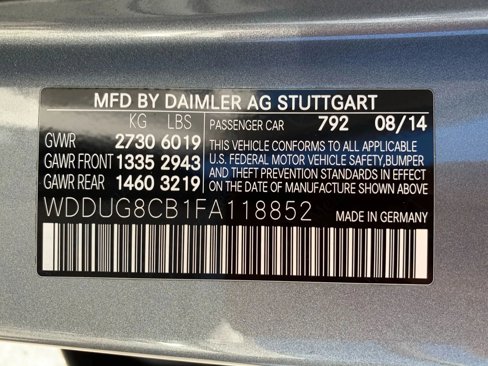 MFD BY DAIMLER AG STUTTGART
KG LBS
GVWR 2730 6019
GAWR FRONT 1335 2943
GAWR REAR 1460 3219
PASSENGER CAR 792 08/14
THIS VEHICLE CONFORMS TO ALL APPLICABLE
U.S. FEDERAL MOTOR VEHICLE SAFETY,BUMPER
AND THEFT PREVENTION STANDARDS IN EFFECT
ON THE DATE OF MANUFACTURE SHOWN ABOVE
WDDUG8CB1FA118852 MADE IN GERMANY